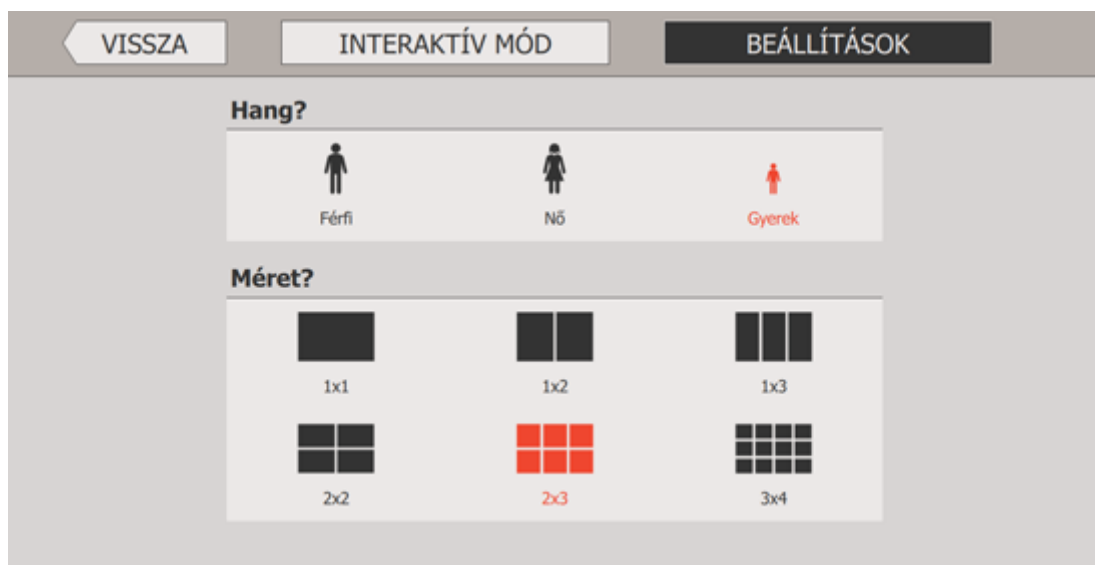 VISSZA
INTERAKTÍV MÓD
BEÁLLÍTÁSOK
Hang?
Férfi
Nő
Gyerek
Méret?
1x1
1x2
1x3
2x2
2x3
3x4